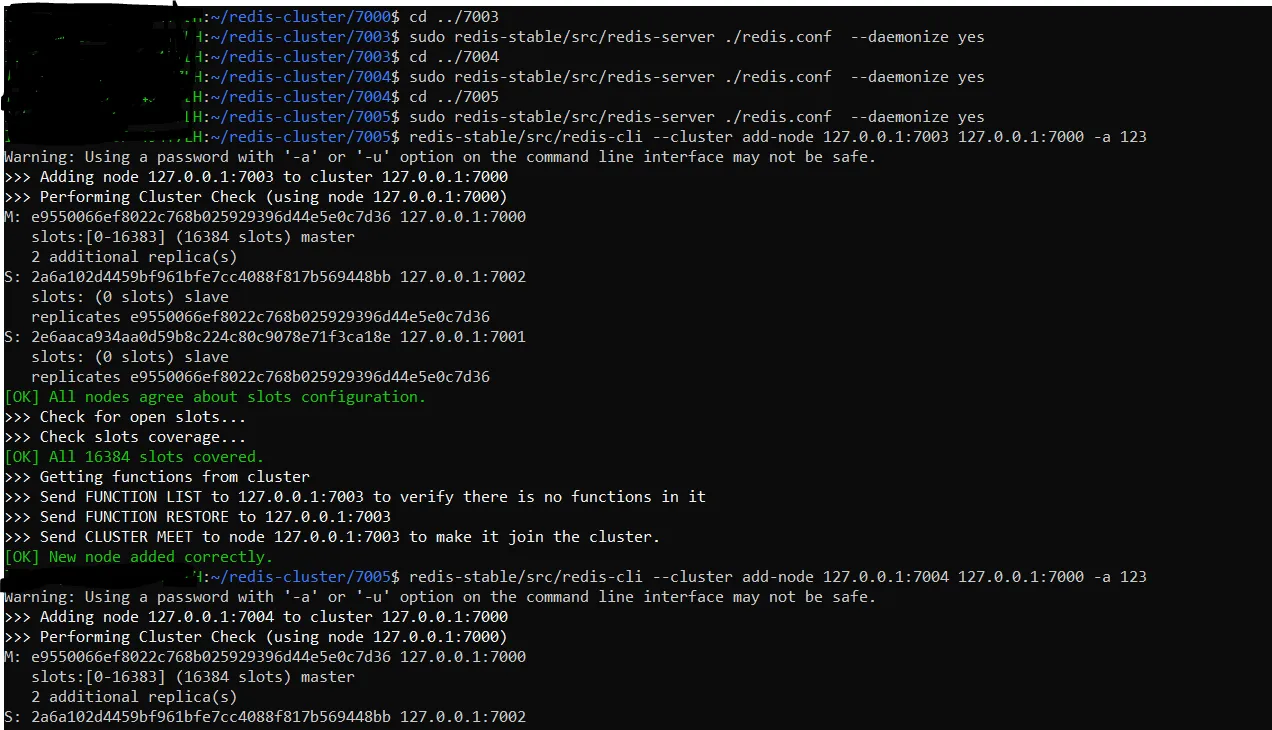 H:~/redis-cluster/7000$ cd ../7003
H:~/redis-cluster/7003$ sudo redis-stable/src/redis-server ./redis.conf  --daemonize yes
H:~/redis-cluster/7003$ cd ../7004
H:~/redis-cluster/7004$ sudo redis-stable/src/redis-server ./redis.conf  --daemonize yes
LH:~/redis-cluster/7004$ cd ../7005
LH:~/redis-cluster/7005$ sudo redis-stable/src/redis-server ./redis.conf  --daemonize yes
LH:~/redis-cluster/7005$ redis-stable/src/redis-cli --cluster add-node 127.0.0.1:7003 127.0.0.1:7000 -a 123
Warning: Using a password with '-a' or '-u' option on the command line interface may not be safe.
>>> Adding node 127.0.0.1:7003 to cluster 127.0.0.1:7000
>>> Performing Cluster Check (using node 127.0.0.1:7000)
M: e9550066ef8022c768b025929396d44e5e0c7d36 127.0.0.1:7000
   slots:[0-16383] (16384 slots) master
   2 additional replica(s)
S: 2a6a102d4459bf961bfe7cc4088f817b569448bb 127.0.0.1:7002
   slots: (0 slots) slave
   replicates e9550066ef8022c768b025929396d44e5e0c7d36
S: 2e6aaca934aa0d59b8c224c80c9078e71f3ca18e 127.0.0.1:7001
   slots: (0 slots) slave
   replicates e9550066ef8022c768b025929396d44e5e0c7d36
[OK] All nodes agree about slots configuration.
>>> Check for open slots...
>>> Check slots coverage...
[OK] All 16384 slots covered.
>>> Getting functions from cluster
>>> Send FUNCTION LIST to 127.0.0.1:7003 to verify there is no functions in it
>>> Send FUNCTION RESTORE to 127.0.0.1:7003
>>> Send CLUSTER MEET to node 127.0.0.1:7003 to make it join the cluster.
[OK] New node added correctly.
H:~/redis-cluster/7005$ redis-stable/src/redis-cli --cluster add-node 127.0.0.1:7004 127.0.0.1:7000 -a 123
Warning: Using a password with '-a' or '-u' option on the command line interface may not be safe.
>>> Adding node 127.0.0.1:7004 to cluster 127.0.0.1:7000
>>> Performing Cluster Check (using node 127.0.0.1:7000)
M: e9550066ef8022c768b025929396d44e5e0c7d36 127.0.0.1:7000
   slots:[0-16383] (16384 slots) master
   2 additional replica(s)
S: 2a6a102d4459bf961bfe7cc4088f817b569448bb 127.0.0.1:7002